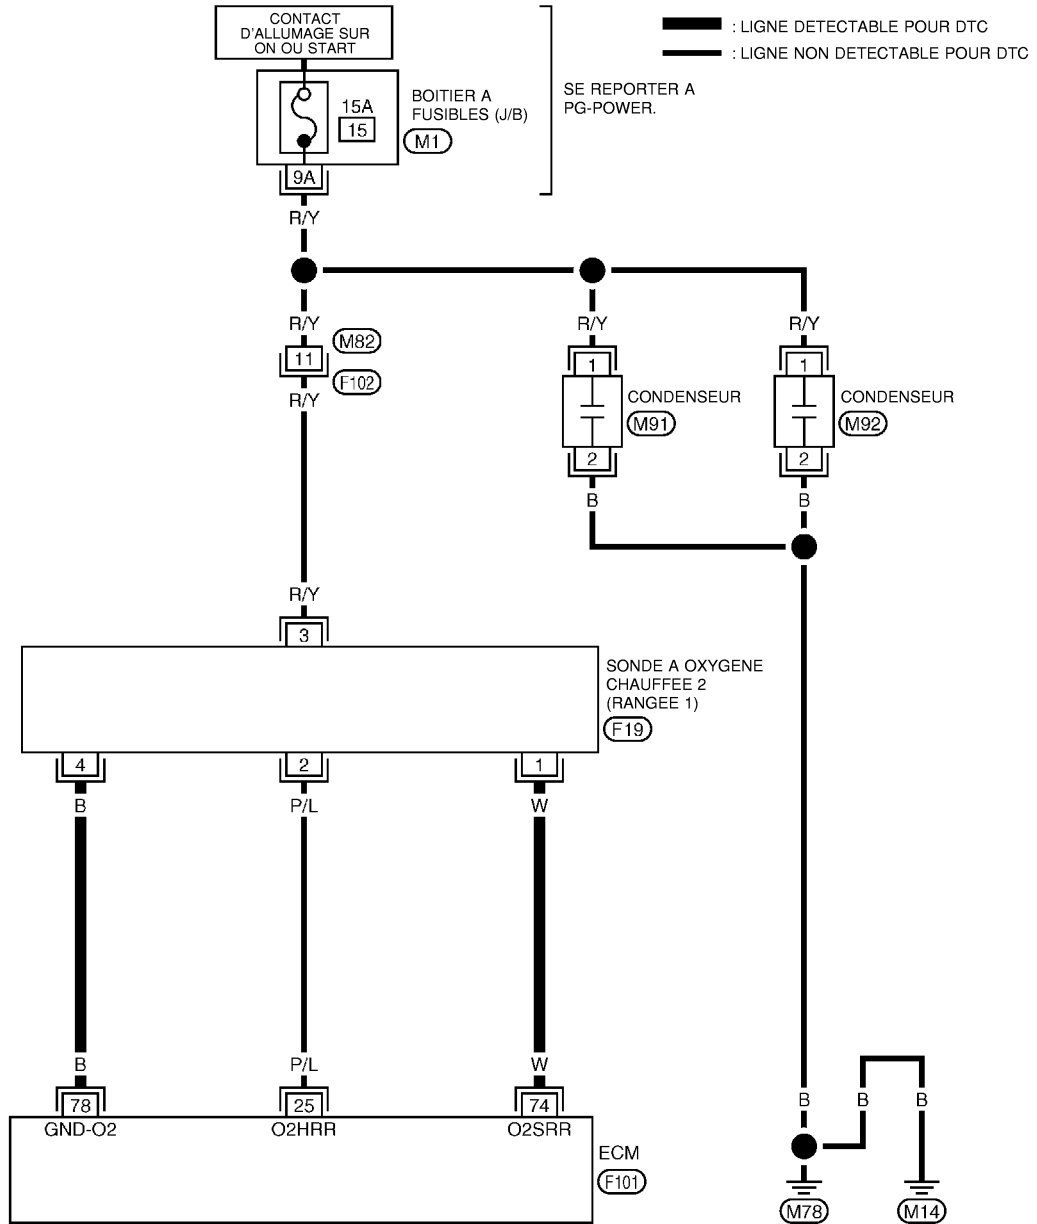 CONTACT
D'ALLUMAGE SUR
ON OU START
: LIGNE DETECTABLE POUR DTC
: LIGNE NON DETECTABLE POUR DTC
15A
15
BOITIER A
FUSIBLES (J/B)
M1
SE REPORTER A
PG-POWER.
9A
R/Y
R/Y
R/Y
R/Y
M82
11
F102
R/Y
1
1
CONDENSEUR
M91
CONDENSEUR
M92
2
2
B
B
R/Y
3
SONDE A OXYGENE
CHAUFFEE 2
(RANGEE 1)
F19
4
2
1
B
P/L
W
B
P/L
W
78
25
74
B
B
B
GND-O2
O2HRR
O2SRR
ECM
F101
M78
M14